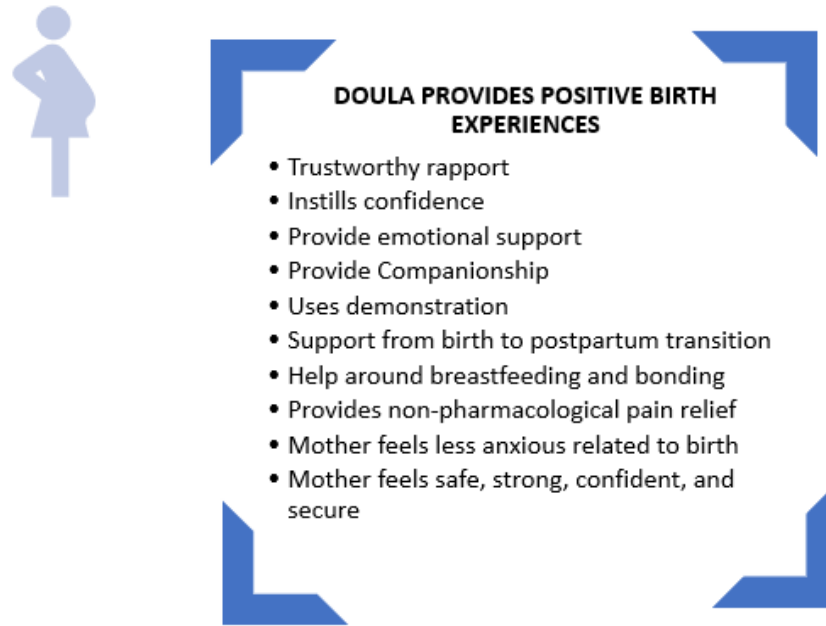 DOULA PROVIDES POSITIVE BIRTH
EXPERIENCES
• Trustworthy rapport
• Instills confidence
• Provide emotional support
• Provide Companionship
• Uses demonstration
• Support from birth to postpartum transition
• Help around breastfeeding and bonding
• Provides non-pharmacological pain relief
• Mother feels less anxious related to birth
• Mother feels safe, strong, confident, and
secure